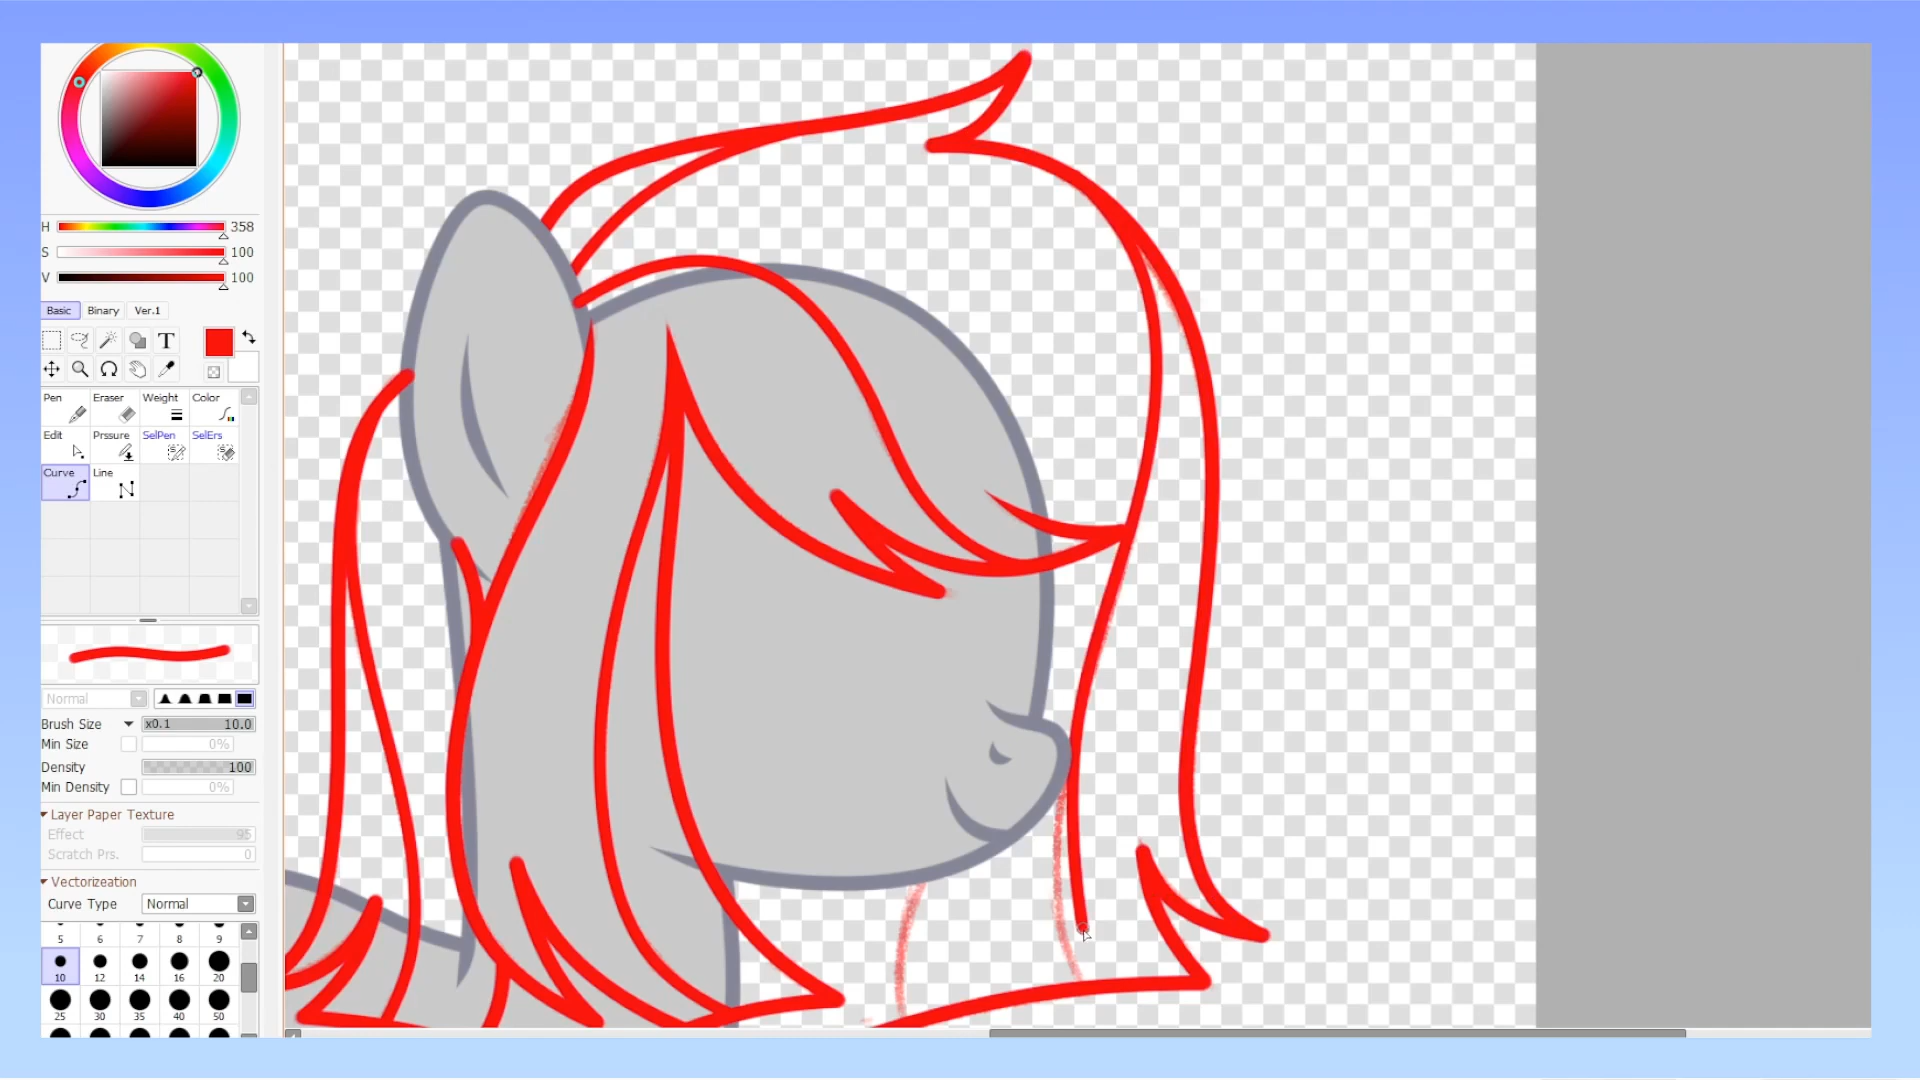 H 358
S 100
V 100
Basic Binary Ver.1
T
Pen Eraser Weight Color
Edit Prssure SelPen SelErs
Curve Line
Normal
Brush Size x0.1 10.0
Min Size 0%
Density 100
Min Density 0%
Layer Paper Texture
Effect 95
Scratch Prs. 0
Vectorizeation
Curve Type Normal
5 6 7 8 9
10 12 14 16 20
25 30 35 40 50